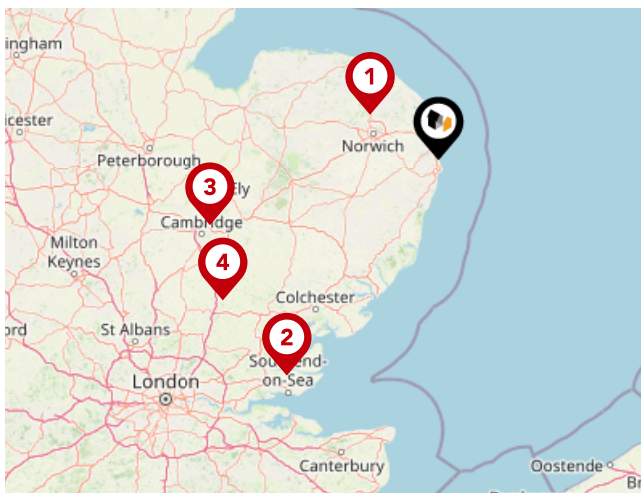 ingham
1
icester
Norwich
Peterborough
3
Ely
Cambridge
4
Milton
Keynes
Colchester
ord
St Albans
2
Southend-
on-Sea
London
Canterbury
Oostende